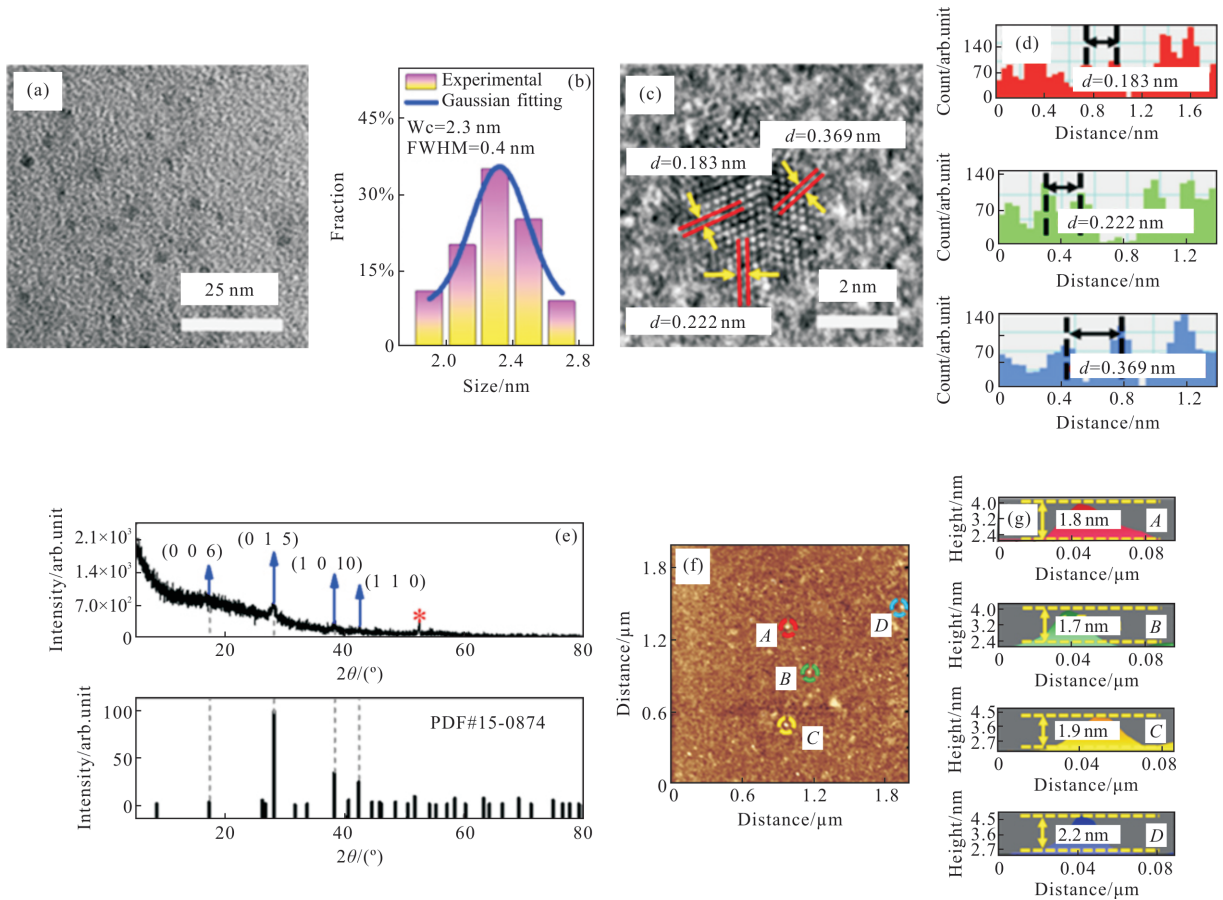 (a)
25 nm
(b)
Experimental
Gaussian fitting
Wc=2.3 nm
FWHM=0.4 nm
Fraction
45%
30%
15%
0
2.0 2.4 2.8
Size/nm
(c)
d=0.369 nm
d=0.183 nm
d=0.222 nm
2 nm
(d)
Count/arb.unit
140
70
0
d=0.183 nm
0 0.4 1.0 1.6
Distance/nm
Count/arb.unit
140
70
0
d=0.222 nm
0 0.4 0.8 1.2
Distance/nm
Count/arb.unit
140
70
0
d=0.369 nm
0 0.4 0.8 1.2
Distance/nm
(e)
Intensity/arb.unit
2.1×10³
1.4×10³
7.0×10²
0
(0 0 6)
(0 1 5)
(1 0 10)
(1 1 0)
*
20 40 60 80
2θ/(º)
Intensity/arb.unit
100
50
0
PDF#15-0874
20 40 60 80
2θ/(º)
(f)
Distance/µm
1.8
1.2
0.6
0
A
B
C
D
0 0.6 1.2 1.8
Distance/µm
(g)
Height/nm
4.0
3.2
2.4
1.8 nm
A
0 0.04 0.08
Distance/µm
Height/nm
4.0
3.2
2.4
1.7 nm
B
0 0.04 0.08
Distance/µm
Height/nm
4.5
3.6
2.7
1.9 nm
C
0 0.04 0.08
Distance/µm
Height/nm
4.5
3.6
2.7
2.2 nm
D
0 0.04 0.08
Distance/µm